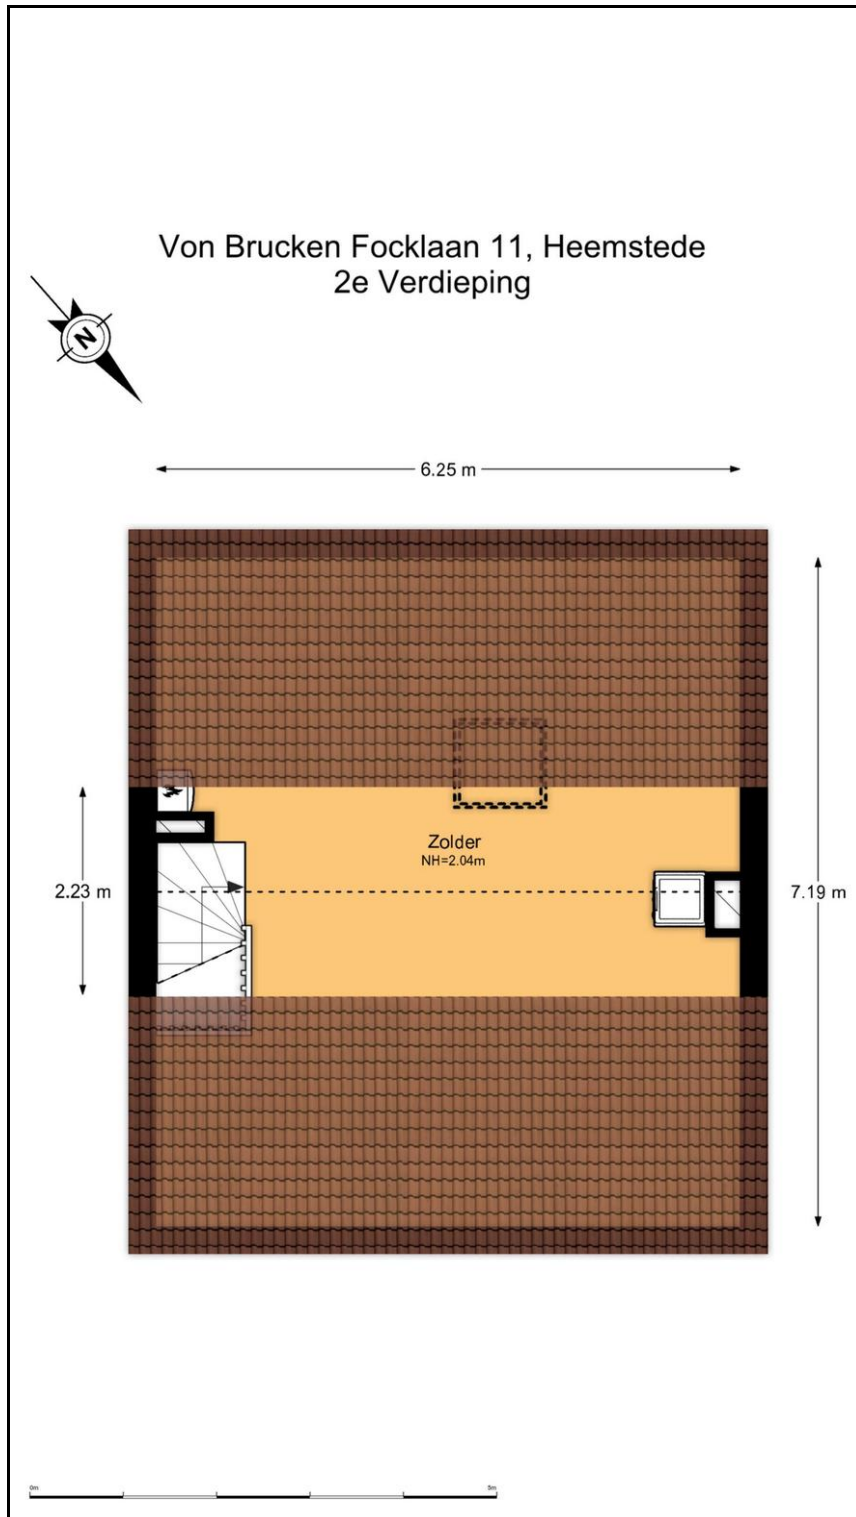 Von Brucken Focklaan 11, Heemstede
2e Verdieping
N
6.25 m
Zolder
NH=2.04m
2.23 m
7.19 m
0m
5m